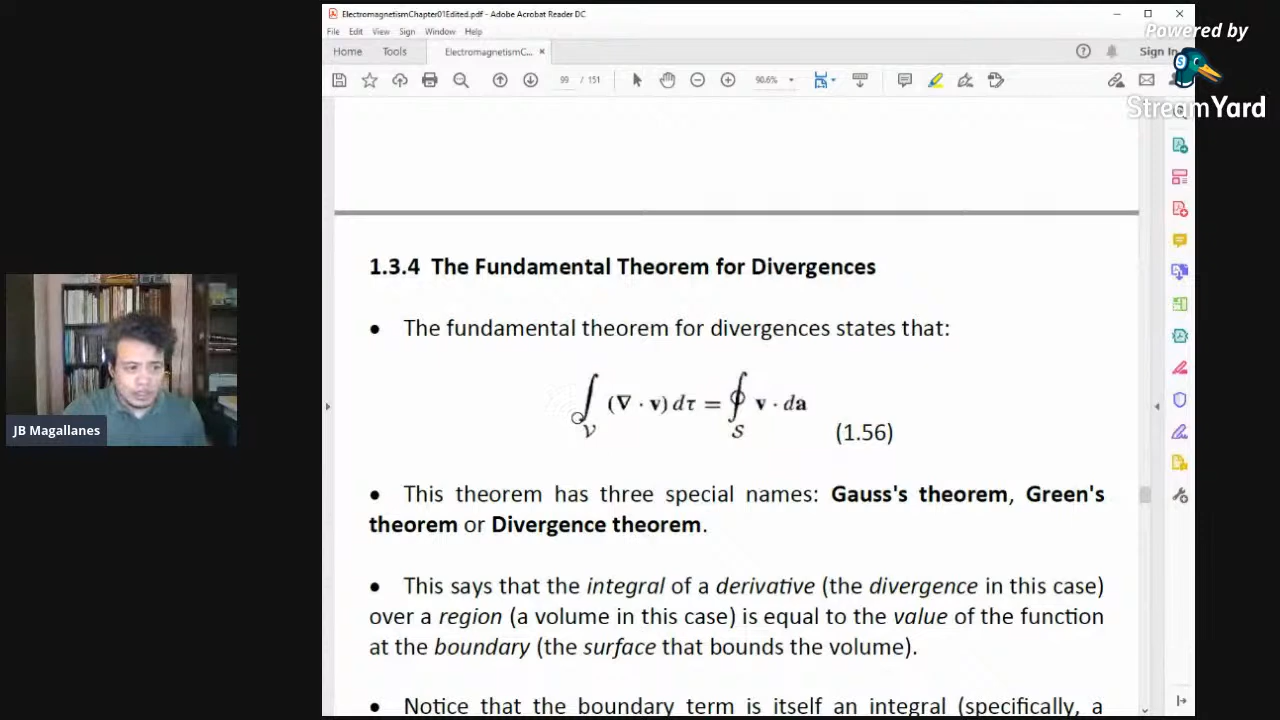 ElectromagnetismChapter01Edited.pdf - Adobe Acrobat Reader DC
File Edit View Sign Window Help
Home Tools ElectromagnetismC... ×
Sign In
99 / 151
90.6%
Powered by
StreamYard
1.3.4 The Fundamental Theorem for Divergences
• The fundamental theorem for divergences states that:
∫𝒱 (∇ · v) dτ = ∮𝒮 v · da (1.56)
• This theorem has three special names: Gauss's theorem, Green's
theorem or Divergence theorem.
• This says that the integral of a derivative (the divergence in this case)
over a region (a volume in this case) is equal to the value of the function
at the boundary (the surface that bounds the volume).
• Notice that the boundary term is itself an integral (specifically, a
JB Magallanes